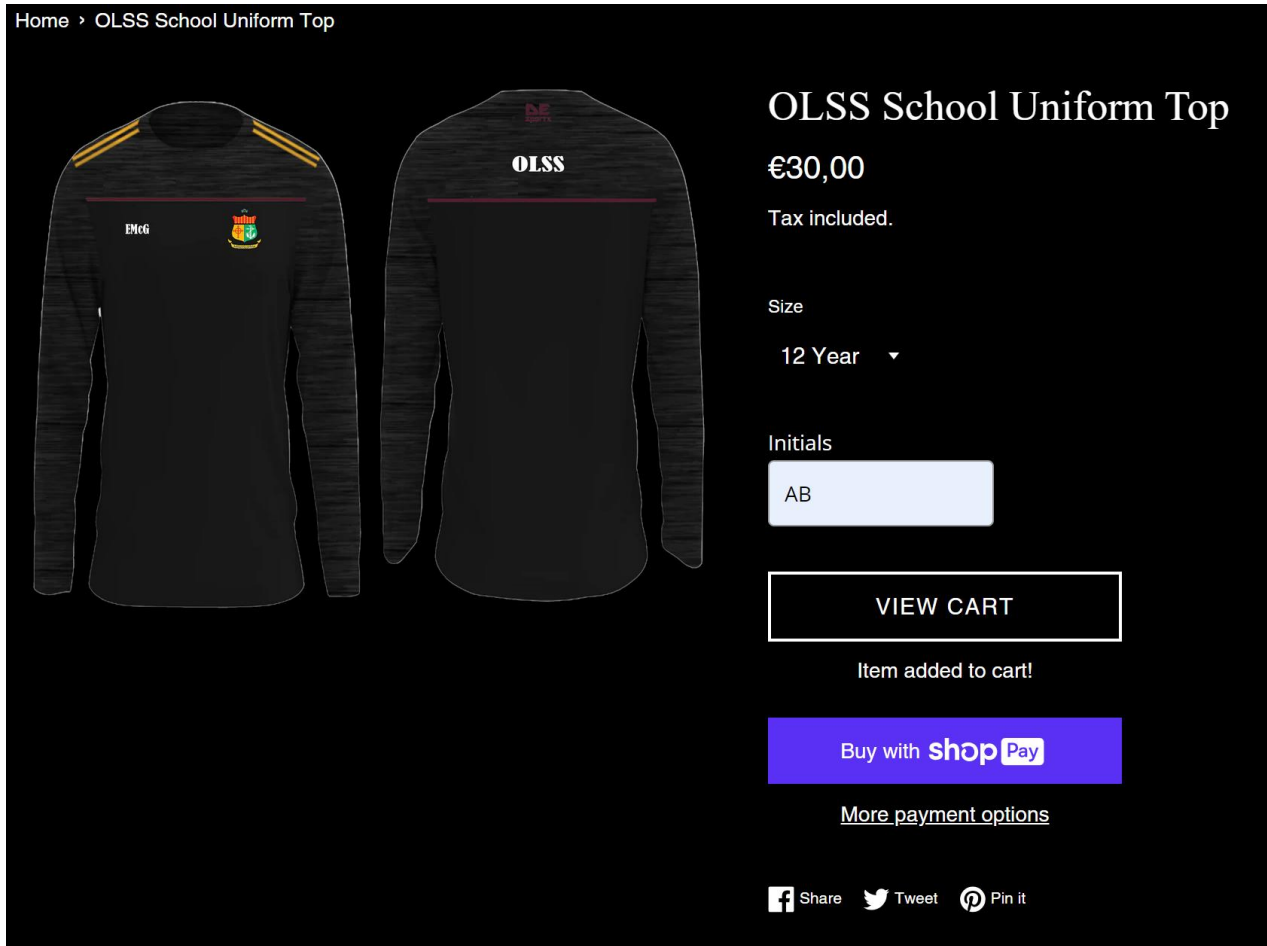 Home › OLSS School Uniform Top
EMcG
OLSS
OLSS School Uniform Top
€30,00
Tax included.
Size
12 Year
Initials
AB
VIEW CART
Item added to cart!
Buy with shop Pay
More payment options
Share Tweet Pin it